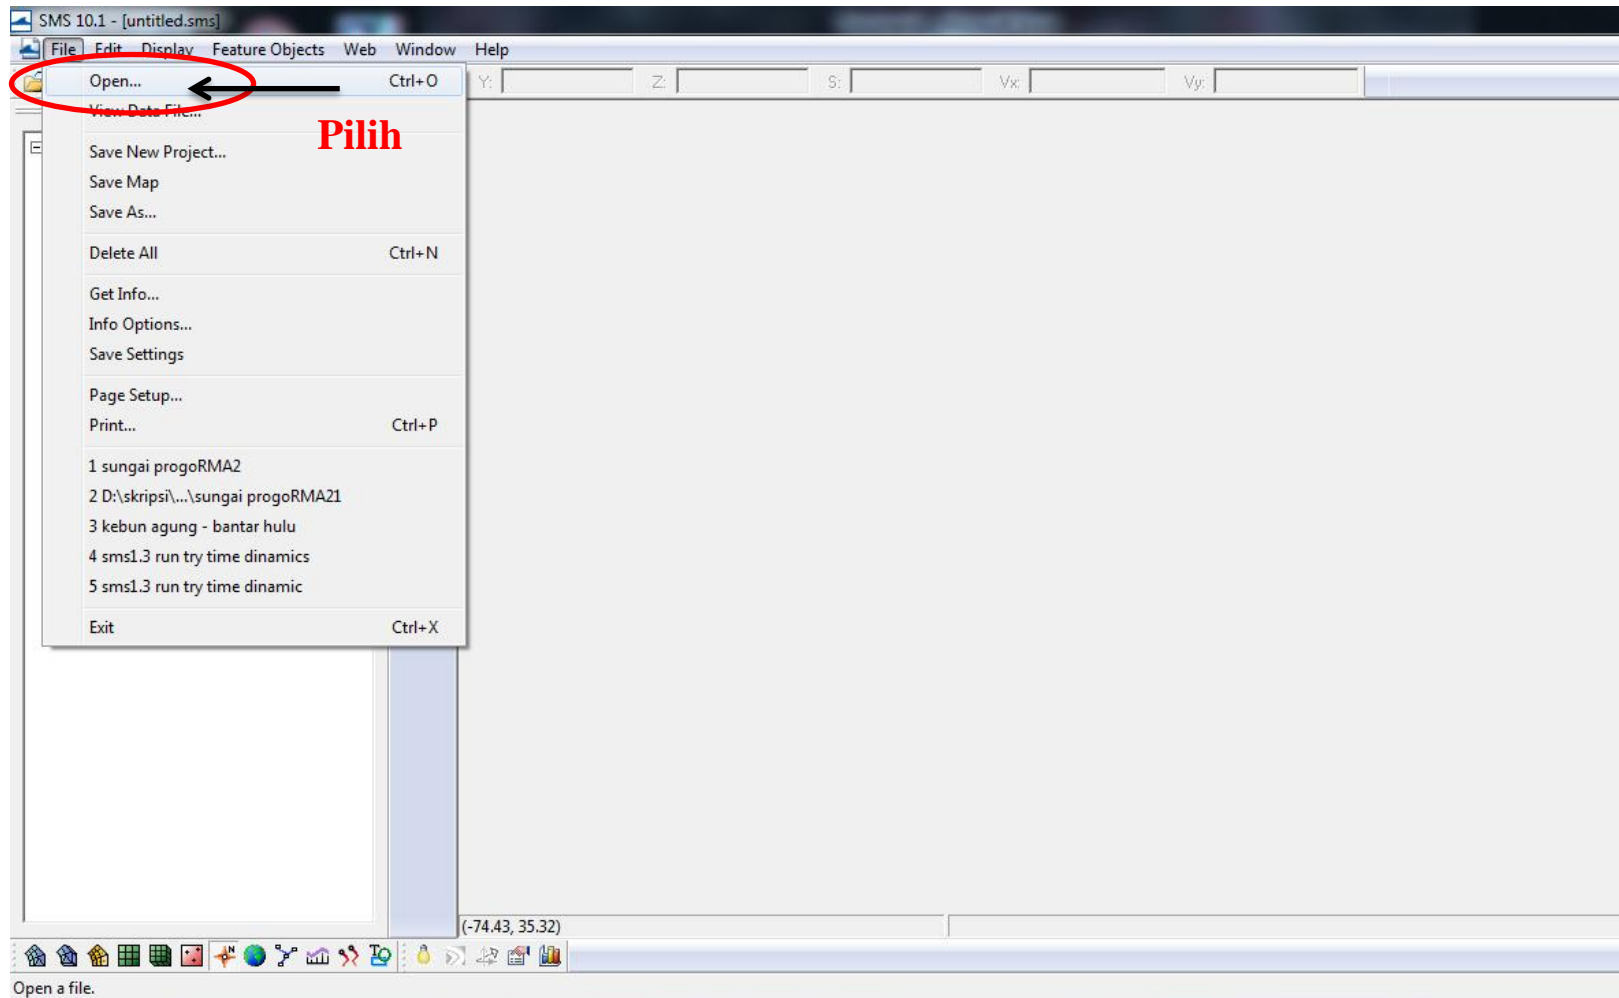 SMS 10.1 - [untitled.sms]
File Edit Display Feature Objects Web Window Help
Open... Ctrl+O
Y: Z: S: Vx: Vy:
View Data File...
Pilih
Save New Project...
Save Map
Save As...
Delete All Ctrl+N
Get Info...
Info Options...
Save Settings
Page Setup...
Print... Ctrl+P
1 sungai progoRMA2
2 D:\skripsi\...\sungai progoRMA21
3 kebun agung - bantar hulu
4 sms1.3 run try time dinamics
5 sms1.3 run try time dinamic
Exit Ctrl+X
(-74.43, 35.32)
Open a file.